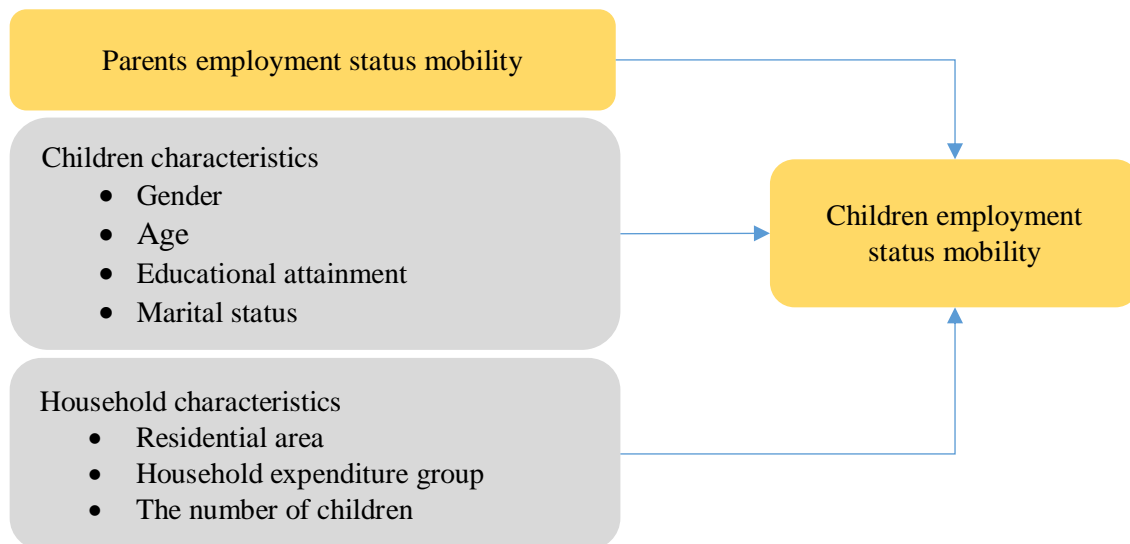 Parents employment status mobility
Children characteristics
• Gender
• Age
• Educational attainment
• Marital status
Children employment
status mobility
Household characteristics
• Residential area
• Household expenditure group
• The number of children